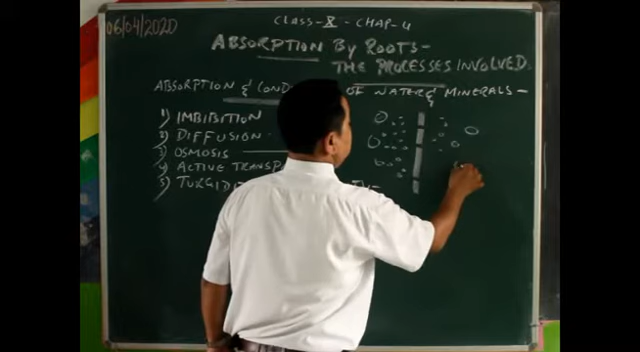 06/04/2020
CLASS-X-CHAP-4
ABSORPTION BY ROOTS-
THE PROCESSES INVOLVED.
ABSORPTION & COND OF WATER & MINERALS-
1) IMBIBITION
2) DIFFUSION.
3) OSMOSIS
4) ACTIVE TRANSP
5) TURGID